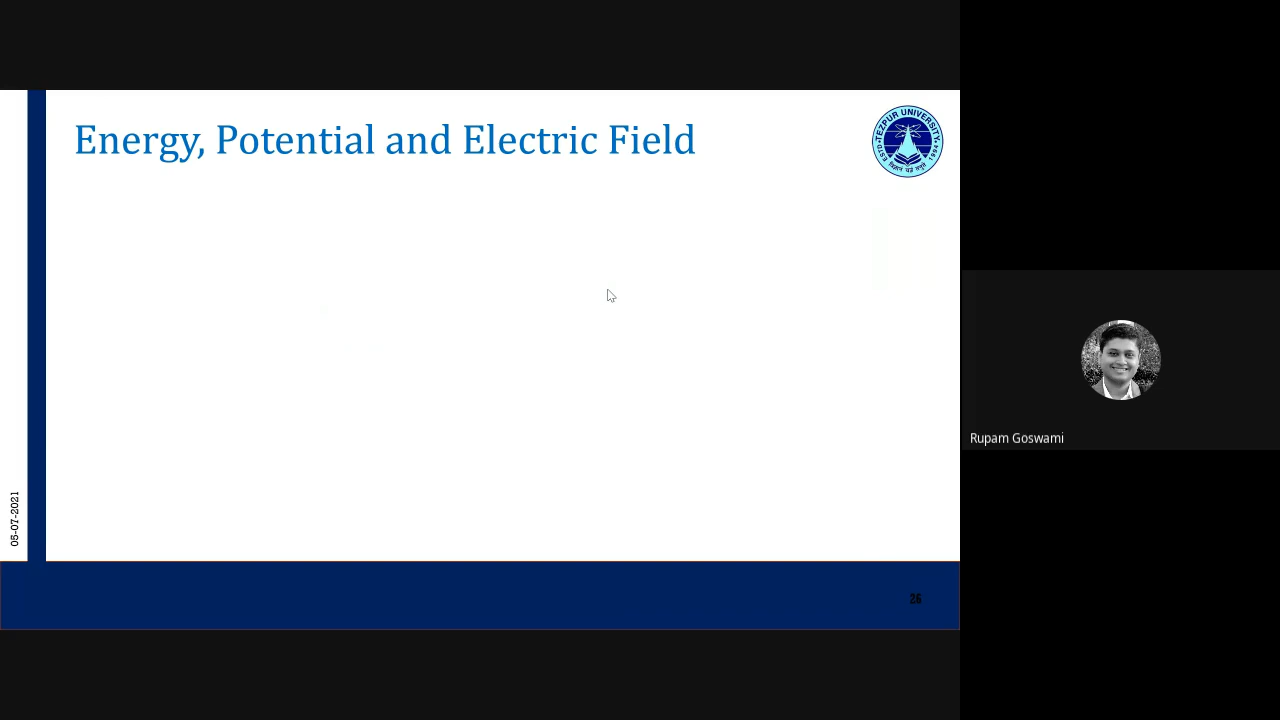 Energy, Potential and Electric Field
TEZPUR UNIVERSITY
Rupam Goswami
05-07-2021
26